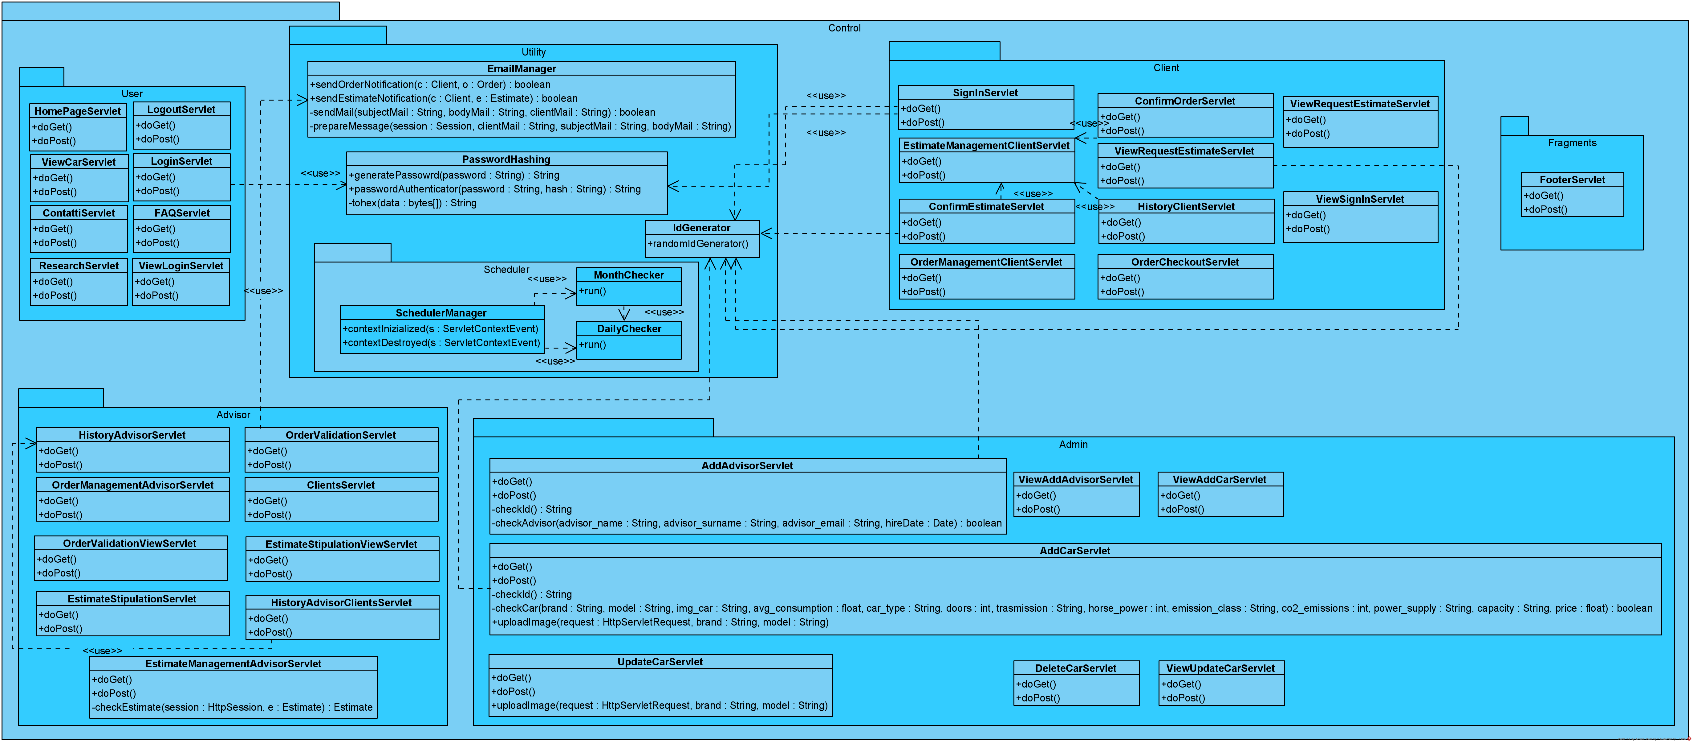 Control
User
HomePageServlet
+doGet()
+doPost()
LogoutServlet
+doGet()
+doPost()
ViewCarServlet
+doGet()
+doPost()
LoginServlet
+doGet()
+doPost()
ContattiServlet
+doGet()
+doPost()
FAQServlet
+doGet()
+doPost()
ResearchServlet
+doGet()
+doPost()
ViewLoginServlet
+doGet()
+doPost()
<<use>>
<<use>>
Utility
EmailManager
+sendOrderNotification(c : Client, o : Order) : boolean
+sendEstimateNotification(c : Client, e : Estimate) : boolean
-sendMail(subjectMail : String, bodyMail : String, clientMail : String) : boolean
-prepareMessage(session : Session, clientMail : String, subjectMail : String, bodyMail : String)
PasswordHashing
+generatePassowrd(password : String) : String
+passwordAuthenticator(password : String, hash : String) : String
-tohex(data : bytes[]) : String
IdGenerator
+randomIdGenerator()
Scheduler
<<use>>
MonthChecker
+run()
SchedulerManager
+contextInizialized(s : ServletContextEvent)
+contextDestroyed(s : ServletContextEvent)
<<use>>
DailyChecker
+run()
<<use>>
<<use>>
<<use>>
Client
SignInServlet
+doGet()
+doPost()
ConfirmOrderServlet
+doGet()
+doPost()
ViewRequestEstimateServlet
+doGet()
+doPost()
<<use>>
EstimateManagementClientServlet
+doGet()
+doPost()
ViewRequestEstimateServlet
+doGet()
+doPost()
<<use>>
<<use>>
ConfirmEstimateServlet
+doGet()
+doPost()
HistoryClientServlet
+doGet()
+doPost()
ViewSignInServlet
+doGet()
+doPost()
OrderManagementClientServlet
+doGet()
+doPost()
OrderCheckoutServlet
+doGet()
+doPost()
Fragments
FooterServlet
+doGet()
+doPost()
Advisor
HistoryAdvisorServlet
+doGet()
+doPost()
OrderValidationServlet
+doGet()
+doPost()
OrderManagementAdvisorServlet
+doGet()
+doPost()
ClientsServlet
+doGet()
+doPost()
OrderValidationViewServlet
+doGet()
+doPost()
EstimateStipulationViewServlet
+doGet()
+doPost()
EstimateStipulationServlet
+doGet()
+doPost()
HistoryAdvisorClientsServlet
+doGet()
+doPost()
<<use>>
EstimateManagementAdvisorServlet
+doGet()
+doPost()
-checkEstimate(session : HttpSession, e : Estimate) : Estimate
Admin
AddAdvisorServlet
+doGet()
+doPost()
-checkId() : String
-checkAdvisor(advisor_name : String, advisor_surname : String, advisor_email : String, hireDate : Date) : boolean
ViewAddAdvisorServlet
+doGet()
+doPost()
ViewAddCarServlet
+doGet()
+doPost()
AddCarServlet
+doGet()
+doPost()
-checkId() : String
-checkCar(brand : String, model : String, img_car : String, avg_consumption : float, car_type : String, doors : int, trasmission : String, horse_power : int, emission_class : String, co2_emissions : int, power_supply : String, capacity : String, price : float) : boolean
+uploadImage(request : HttpServletRequest, brand : String, model : String)
UpdateCarServlet
+doGet()
+doPost()
+uploadImage(request : HttpServletRequest, brand : String, model : String)
DeleteCarServlet
+doGet()
+doPost()
ViewUpdateCarServlet
+doGet()
+doPost()